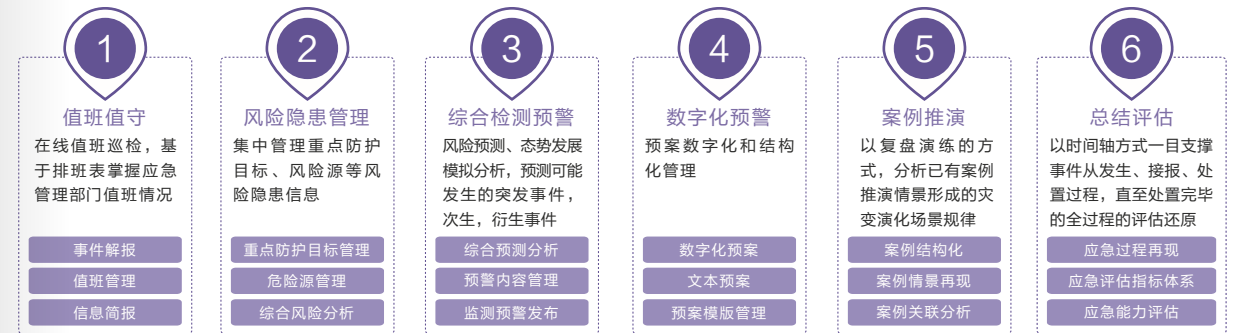 1
值班值守
在线值班巡检，基
于排班表掌握应急
管理部门值班情况
事件解报
值班管理
信息简报
2
风险隐患管理
集中管理重点防护
目标、风险源等风
险隐患信息
重点防护目标管理
危险源管理
综合风险分析
3
综合检测预警
风险预测、态势发展
模拟分析，预测可能
发生的突发事件，
次生，衍生事件
综合预测分析
预警内容管理
监测预警发布
4
数字化预警
预案数字化和结构
化管理
数字化预案
文本预案
预案模版管理
5
案例推演
以复盘演练的方
式，分析已有案例
推演情景形成的灾
变演化场景规律
案例结构化
案例情景再现
案例关联分析
6
总结评估
以时间轴方式一目支撑
事件从发生、接报、处
置过程，直至处置完毕
的全过程的评估还原
应急过程再现
应急评估指标体系
应急能力评估